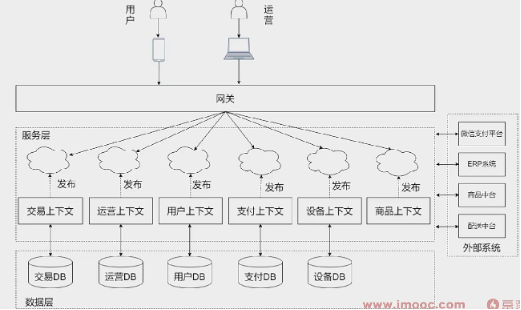 用户
运营
网关
服务层
发布 发布 发布 发布 发布 发布
交易上下文 运营上下文 用户上下文 支付上下文 设备上下文 商品上下文
微信支付平台
ERP系统
商品中台
配送中台
外部系统
交易DB 运营DB 用户DB 支付DB 设备DB
数据层
www.imooc.com